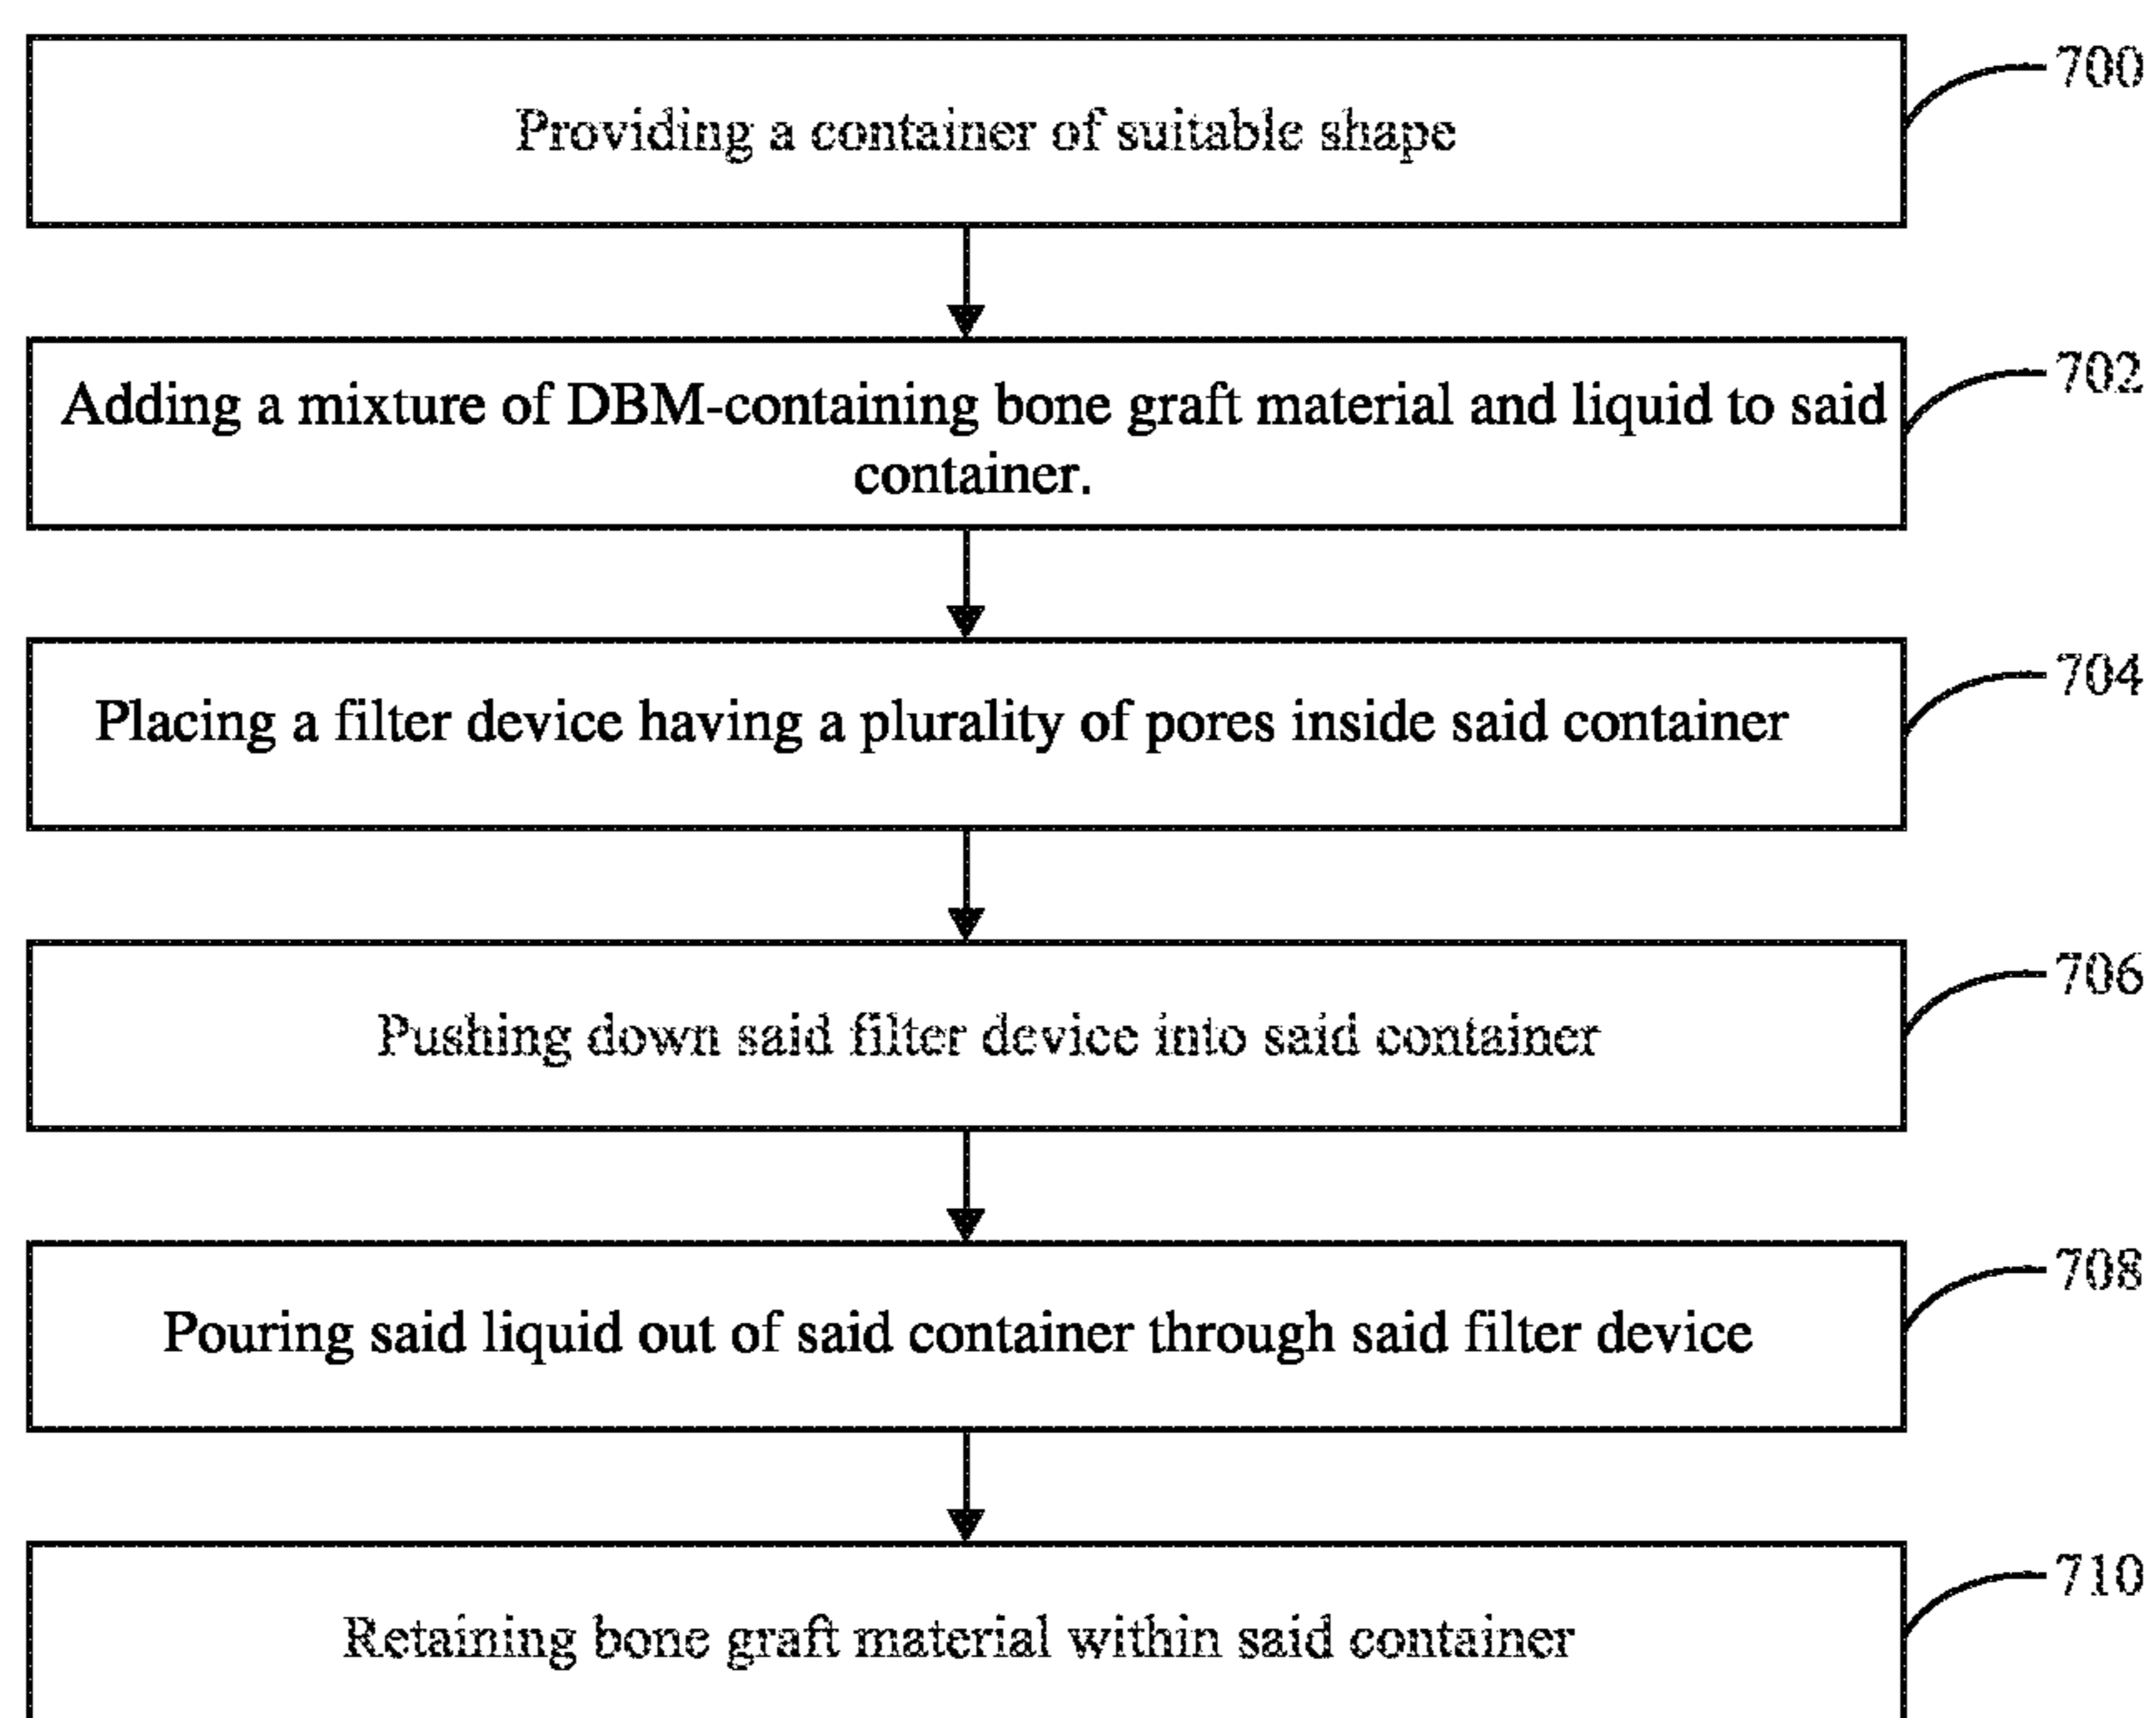 700
Providing a container of suitable shape
702
Adding a mixture of DBM-containing bone graft material and liquid to said
container.
704
Placing a filter device having a plurality of pores inside said container
706
Pushing down said filter device into said container
708
Pouring said liquid out of said container through said filter device
710
Retaining bone graft material within said container